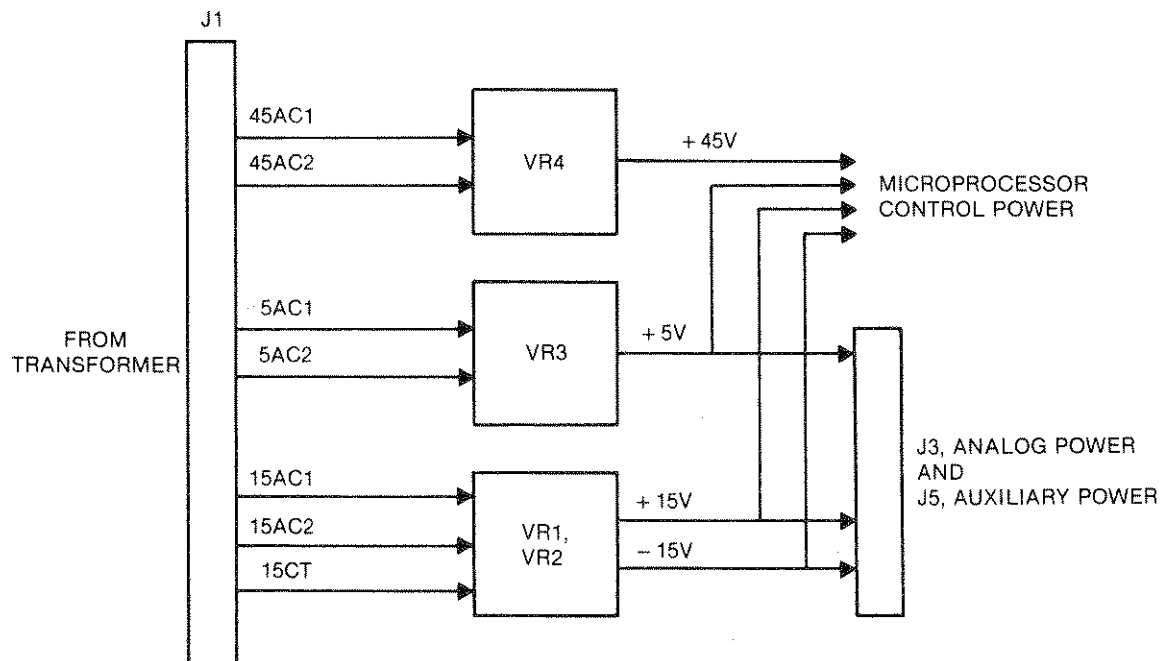 J1
45AC1
45AC2
VR4
+ 45V
MICROPROCESSOR
CONTROL POWER
FROM
TRANSFORMER
5AC1
5AC2
VR3
+ 5V
15AC1
15AC2
15CT
VR1,
VR2
+ 15V
− 15V
J3, ANALOG POWER
AND
J5, AUXILIARY POWER